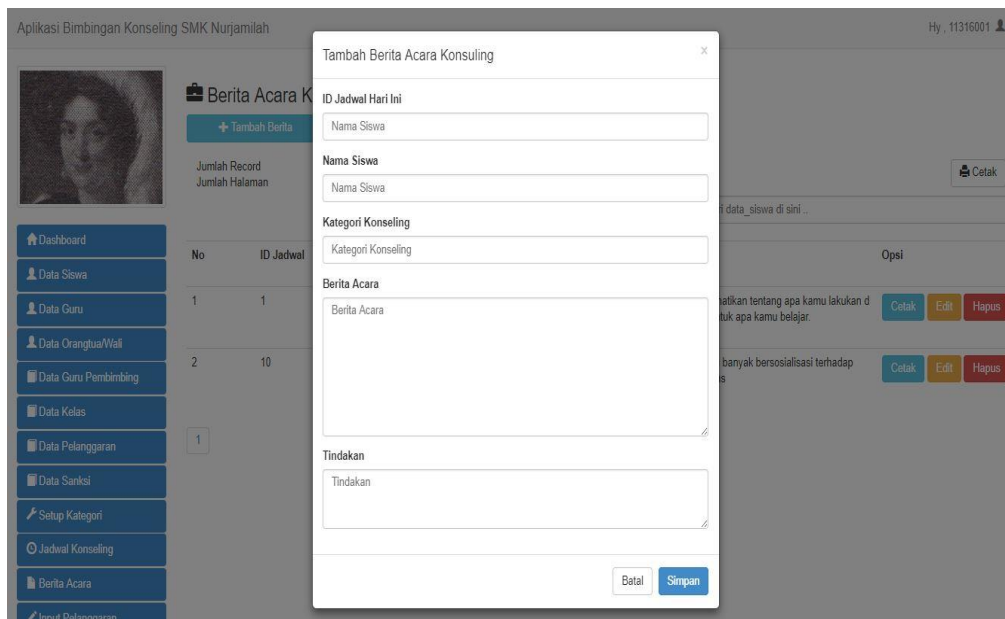 Aplikasi Bimbingan Konseling SMK Nurjamilah
Hy , 11316001
Berita Acara K
Tambah Berita
Jumlah Record
Jumlah Halaman
Cetak
ri data_siswa di sini ..
Dashboard
Data Siswa
Data Guru
Data Orangtua/Wali
Data Guru Pembimbing
Data Kelas
Data Pelanggaran
Data Sanksi
Setup Kategori
Jadwal Konseling
Berita Acara
Input Pelanggaran
No ID Jadwal Opsi
1 1 natikan tentang apa kamu lakukan d Cetak Edit Hapus
tuk apa kamu belajar.
2 10 banyak bersosialisasi terhadap Cetak Edit Hapus
as
1
Tambah Berita Acara Konsuling x
ID Jadwal Hari Ini
Nama Siswa
Nama Siswa
Nama Siswa
Kategori Konseling
Kategori Konseling
Berita Acara
Berita Acara
Tindakan
Tindakan
Batal Simpan